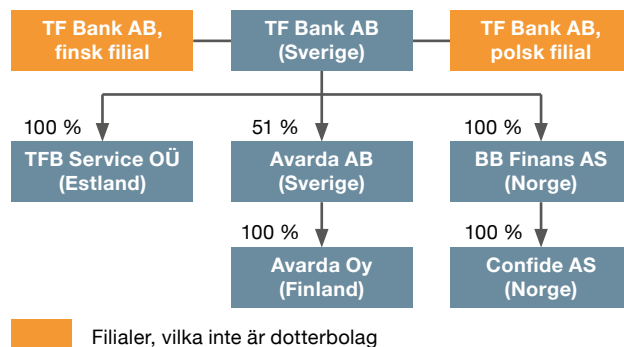 TF Bank AB,
finsk filial
TF Bank AB
(Sverige)
TF Bank AB,
polsk filial
100 %
51 %
100 %
TFB Service OÜ
(Estland)
Avarda AB
(Sverige)
BB Finans AS
(Norge)
100 %
100 %
Avarda Oy
(Finland)
Confide AS
(Norge)
Filialer, vilka inte är dotterbolag